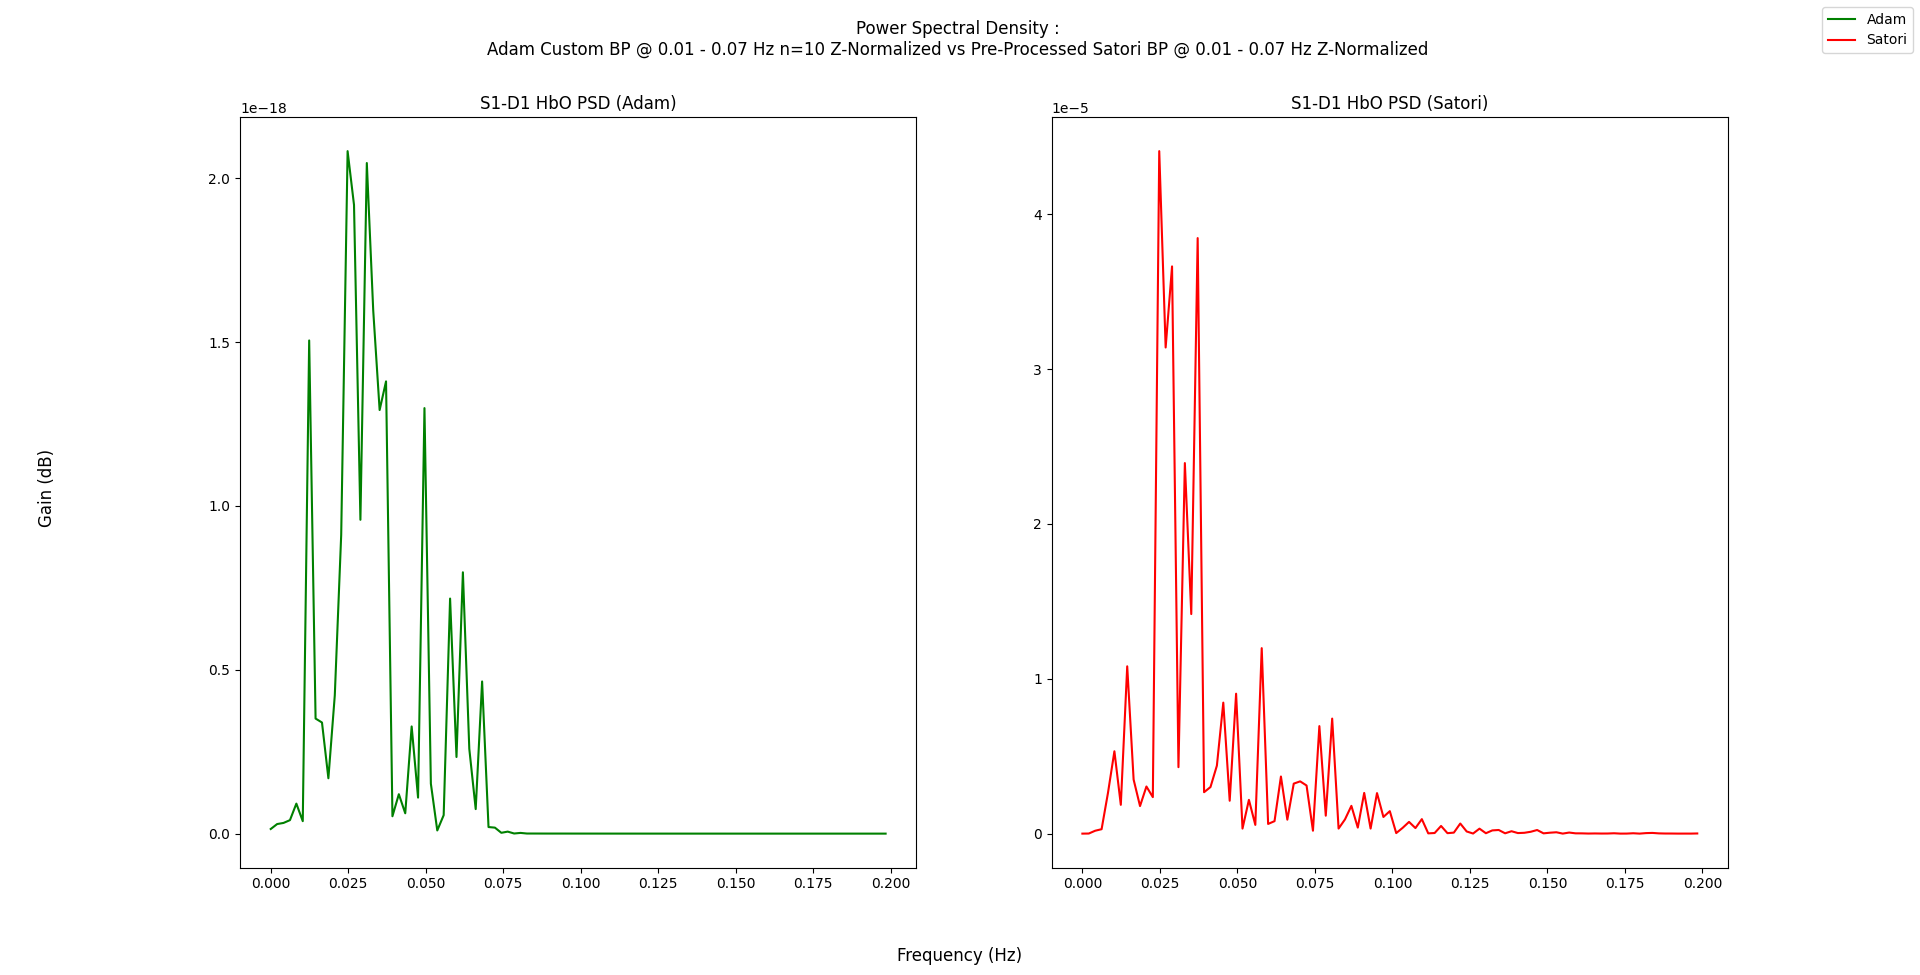 Power Spectral Density :
Adam Custom BP @ 0.01 - 0.07 Hz n=10 Z-Normalized vs Pre-Processed Satori BP @ 0.01 - 0.07 Hz Z-Normalized
Adam
Satori
S1-D1 HbO PSD (Adam)
1e−18
2.0
1.5
1.0
0.5
0.0
0.000 0.025 0.050 0.075 0.100 0.125 0.150 0.175 0.200
S1-D1 HbO PSD (Satori)
1e−5
4
3
2
1
0
0.000 0.025 0.050 0.075 0.100 0.125 0.150 0.175 0.200
Gain (dB)
Frequency (Hz)